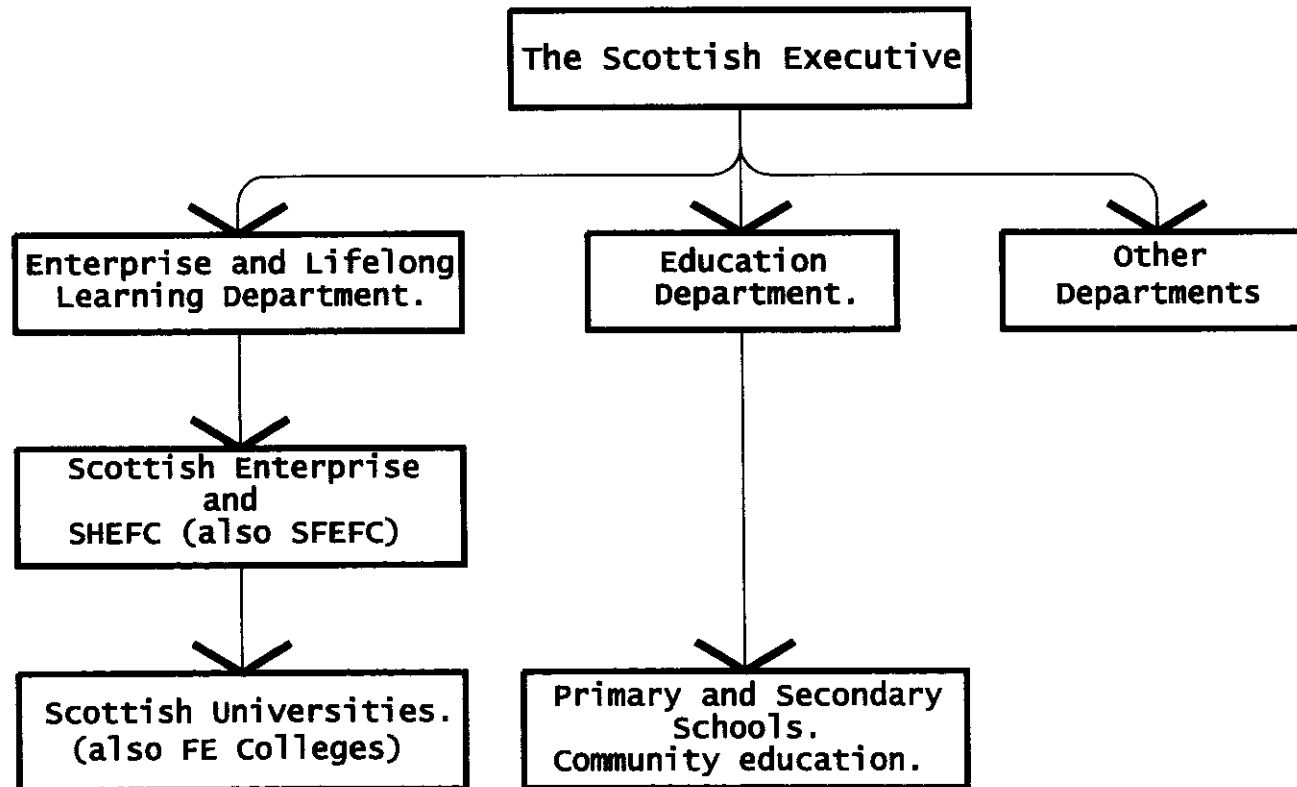 The Scottish Executive
Enterprise and Lifelong
Learning Department.
Education
Department.
Other
Departments
Scottish Enterprise
and
SHEFC (also SFEFC)
Scottish Universities.
(also FE Colleges)
Primary and Secondary
Schools.
Community education.